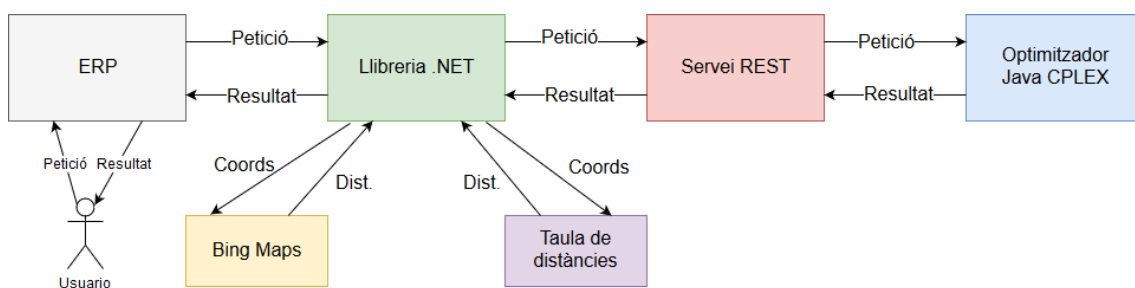 Petició
Petició
Petició
ERP
Llibreria .NET
Servei REST
Optimitzador
Java CPLEX
Resultat
Resultat
Resultat
Petició
Resultat
Coords
Dist.
Dist.
Coords
Bing Maps
Taula de
distàncies
Usuario